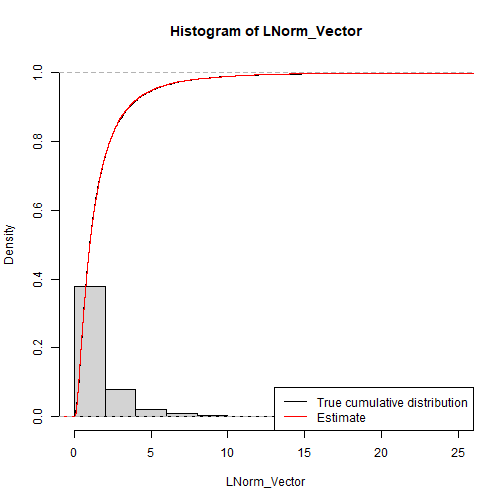 Histogram of LNorm_Vector
Density
1.0
0.8
0.6
0.4
0.2
0.0
True cumulative distribution
Estimate
0 5 10 15 20 25
LNorm_Vector